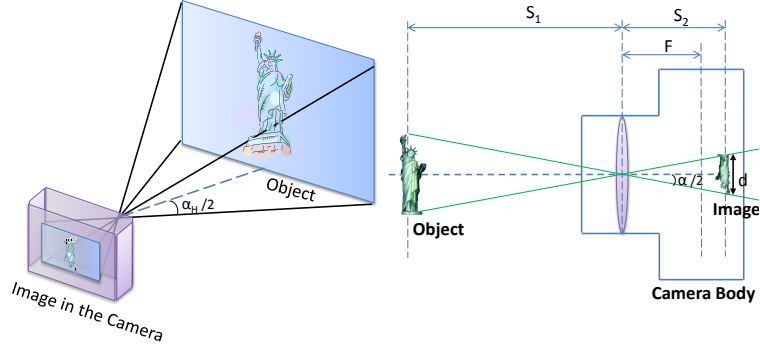 Object
α_H/2
Image in the Camera
S₁
S₂
F
α/2
d
Image
Object
Camera Body